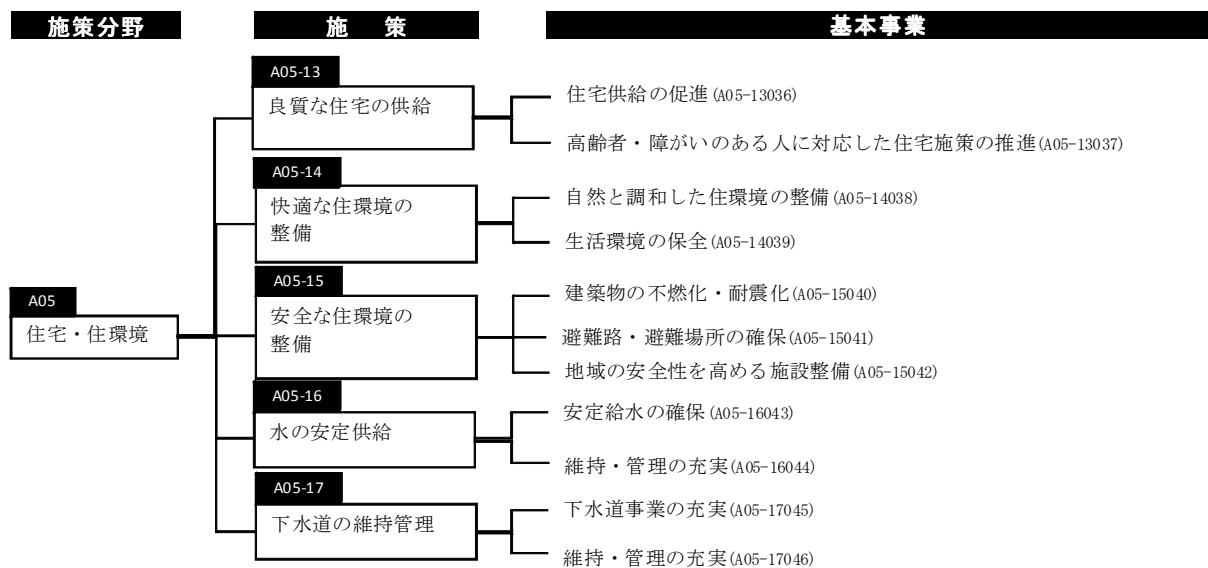 施策分野
施　策
基本事業
A05
住宅・住環境
A05-13
良質な住宅の供給
住宅供給の促進(A05-13036)
高齢者・障がいのある人に対応した住宅施策の推進(A05-13037)
A05-14
快適な住環境の
整備
自然と調和した住環境の整備(A05-14038)
生活環境の保全(A05-14039)
A05-15
安全な住環境の
整備
建築物の不燃化・耐震化(A05-15040)
避難路・避難場所の確保(A05-15041)
地域の安全性を高める施設整備(A05-15042)
A05-16
水の安定供給
安定給水の確保(A05-16043)
維持・管理の充実(A05-16044)
A05-17
下水道の維持管理
下水道事業の充実(A05-17045)
維持・管理の充実(A05-17046)